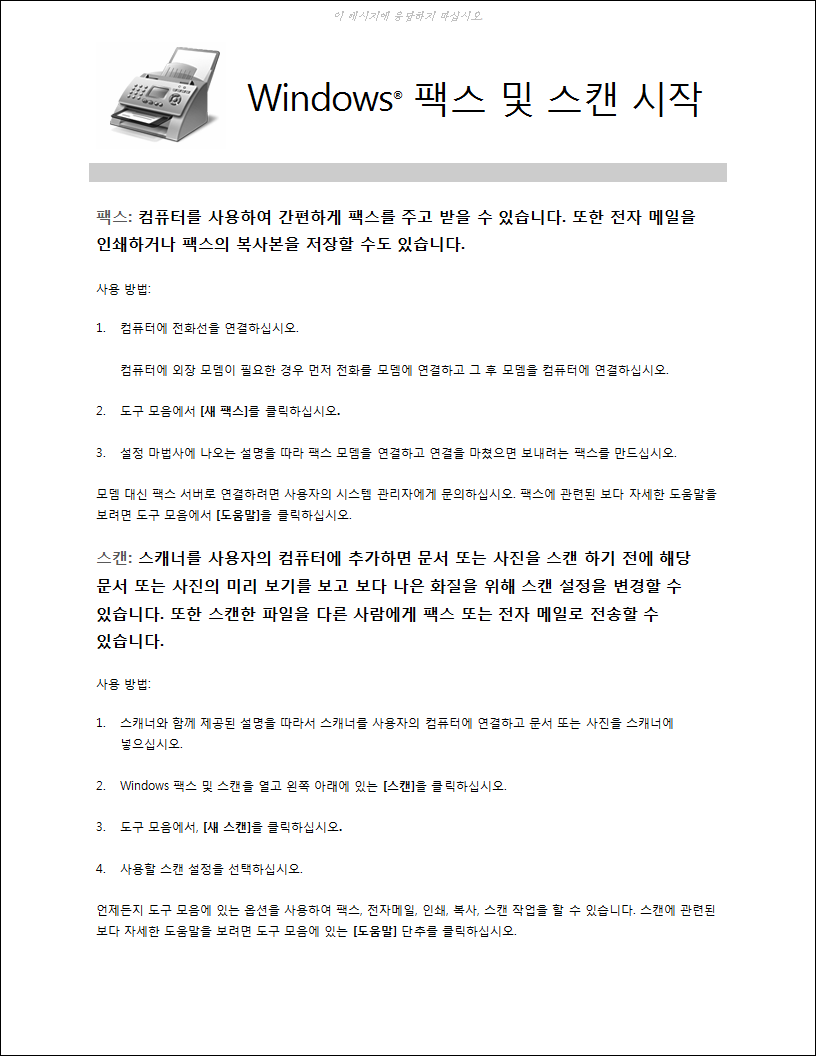 이 메시지에 응답하지 마십시오.
Windows® 팩스 및 스캔 시작
팩스: 컴퓨터를 사용하여 간편하게 팩스를 주고 받을 수 있습니다. 또한 전자 메일을
인쇄하거나 팩스의 복사본을 저장할 수도 있습니다.
사용 방법:
1. 컴퓨터에 전화선을 연결하십시오.
컴퓨터에 외장 모뎀이 필요한 경우 먼저 전화를 모뎀에 연결하고 그 후 모뎀을 컴퓨터에 연결하십시오.
2. 도구 모음에서 [새 팩스]를 클릭하십시오.
3. 설정 마법사에 나오는 설명을 따라 팩스 모뎀을 연결하고 연결을 마쳤으면 보내려는 팩스를 만드십시오.
모뎀 대신 팩스 서버로 연결하려면 사용자의 시스템 관리자에게 문의하십시오. 팩스에 관련된 보다 자세한 도움말을
보려면 도구 모음에서 [도움말]을 클릭하십시오.
스캔: 스캐너를 사용자의 컴퓨터에 추가하면 문서 또는 사진을 스캔 하기 전에 해당
문서 또는 사진의 미리 보기를 보고 보다 나은 화질을 위해 스캔 설정을 변경할 수
있습니다. 또한 스캔한 파일을 다른 사람에게 팩스 또는 전자 메일로 전송할 수
있습니다.
사용 방법:
1. 스캐너와 함께 제공된 설명을 따라서 스캐너를 사용자의 컴퓨터에 연결하고 문서 또는 사진을 스캐너에
넣으십시오.
2. Windows 팩스 및 스캔을 열고 왼쪽 아래에 있는 [스캔]을 클릭하십시오.
3. 도구 모음에서, [새 스캔]을 클릭하십시오.
4. 사용할 스캔 설정을 선택하십시오.
언제든지 도구 모음에 있는 옵션을 사용하여 팩스, 전자메일, 인쇄, 복사, 스캔 작업을 할 수 있습니다. 스캔에 관련된
보다 자세한 도움말을 보려면 도구 모음에 있는 [도움말] 단추를 클릭하십시오.